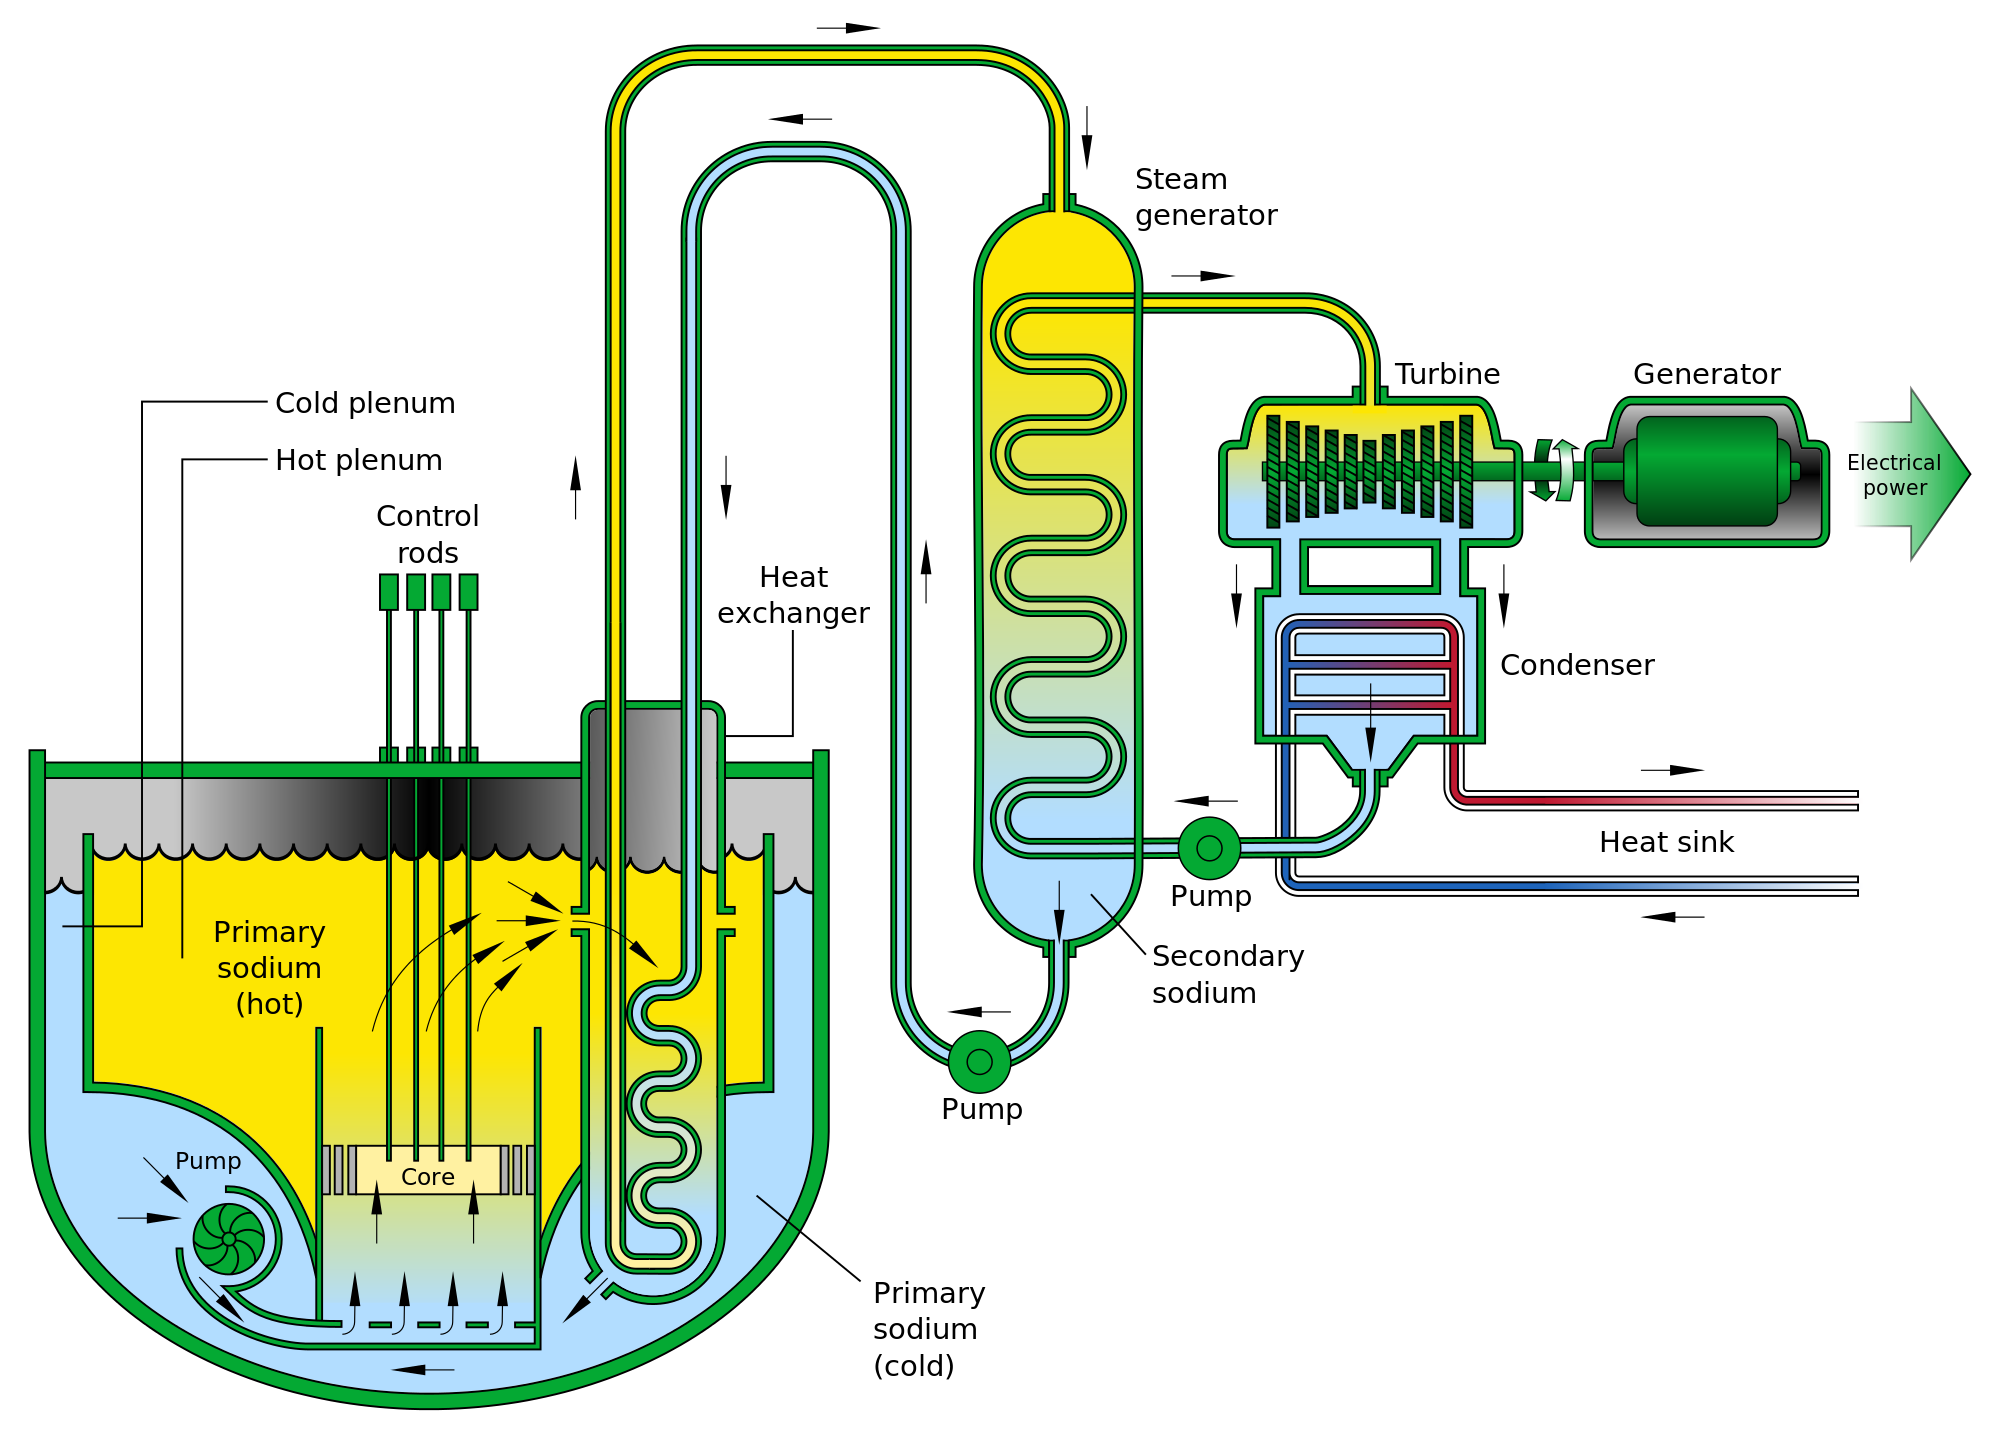 Steam
generator
Turbine
Generator
Cold plenum
Hot plenum
Electrical
power
Control
rods
Heat
exchanger
Condenser
Heat sink
Pump
Primary
sodium
(hot)
Secondary
sodium
Pump
Pump
Core
Primary
sodium
(cold)